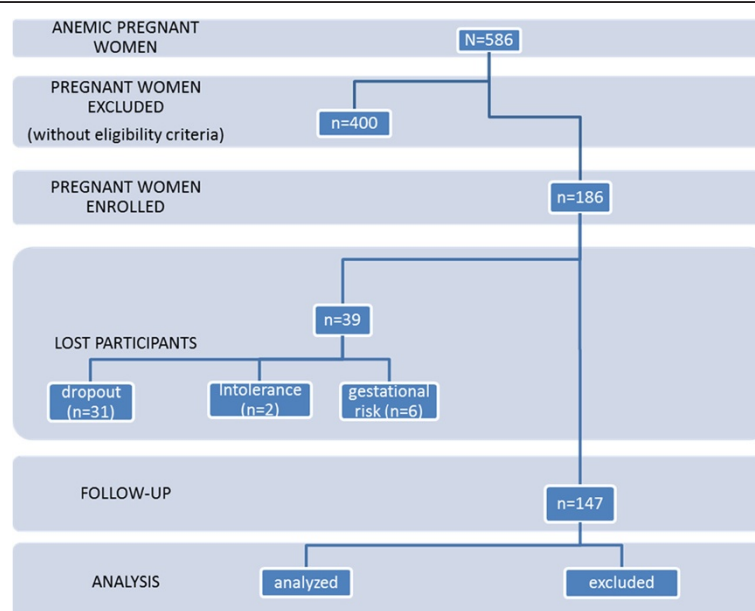 ANEMIC PREGNANT
WOMEN
N=586
PREGNANT WOMEN
EXCLUDED
(without eligibility criteria)
n=400
PREGNANT WOMEN
ENROLLED
n=186
n=39
LOST PARTICIPANTS
dropout
(n=31)
Intolerance
(n=2)
gestational
risk (n=6)
FOLLOW-UP
n=147
ANALYSIS
analyzed
excluded